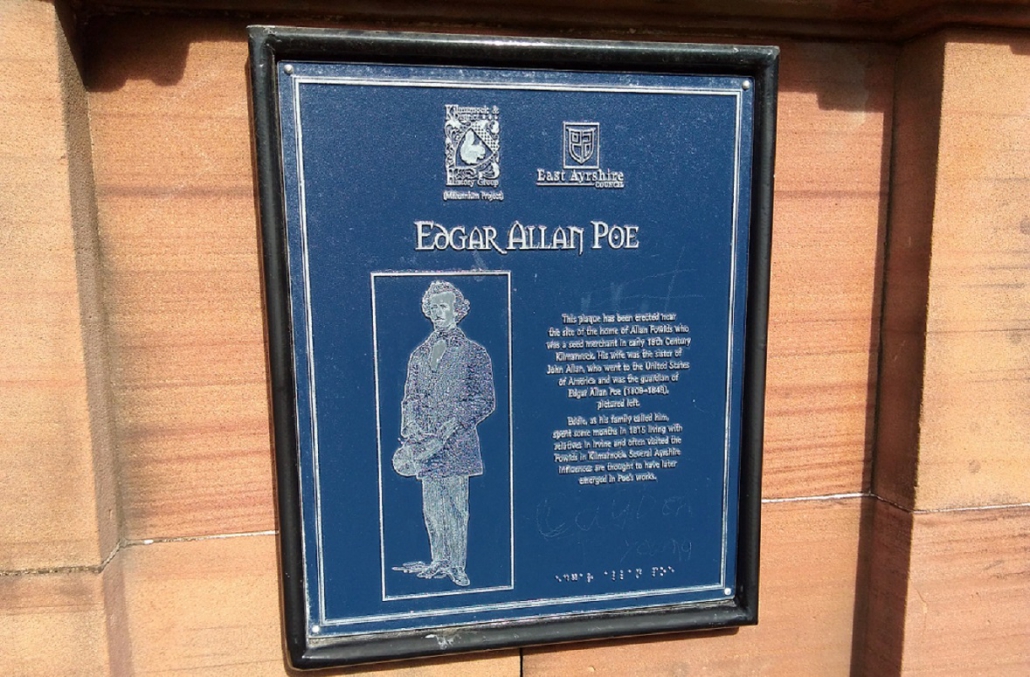 Kilmarnock &
District
History Group
(Millennium Project)
East Ayrshire
COUNCIL
EDGAR ALLAN POE
This plaque has been erected near
the site of the home of Allan Fowlds who
was a seed merchant in early 19th Century
Kilmarnock. His wife was the sister of
John Allan, who went to the United States
of America and was the guardian of
Edgar Allan Poe (1809-1849),
pictured left.
Eddie, as his family called him,
spent some months in 1815 living with
relatives in Irvine and often visited the
Fowlds in Kilmarnock. Several Ayrshire
influences are thought to have later
emerged in Poe's works.